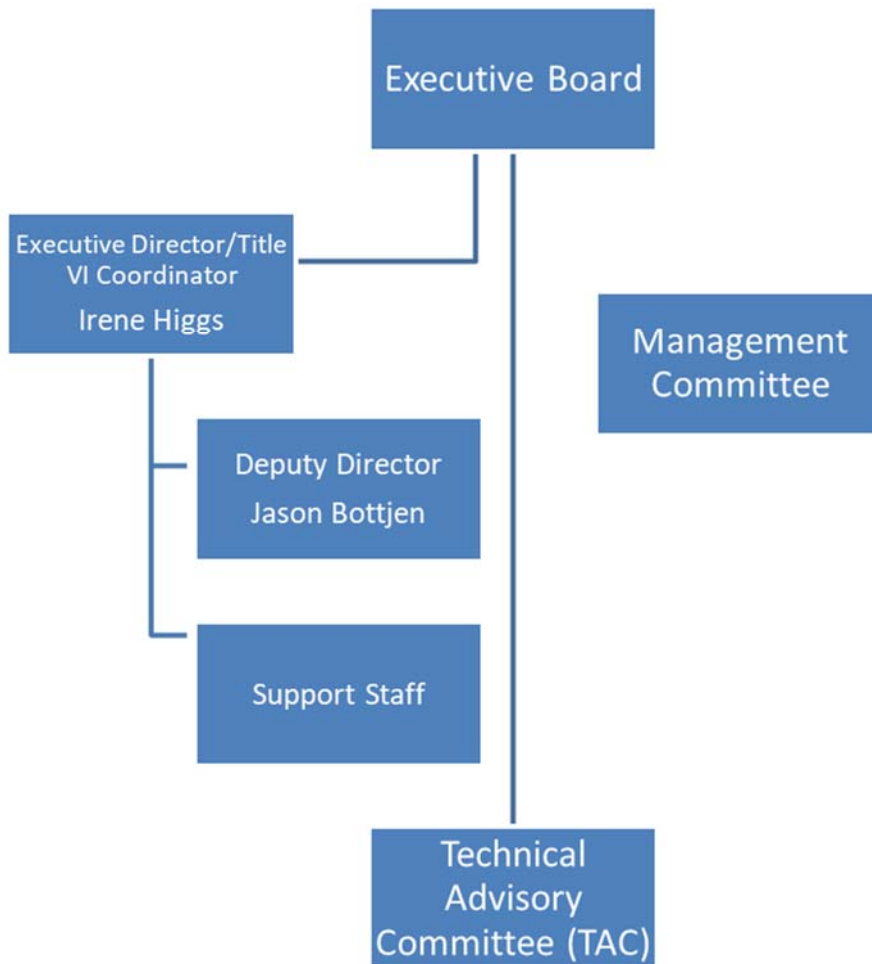 Executive Board
Executive Director/Title
VI Coordinator
Irene Higgs
Management
Committee
Deputy Director
Jason Bottjen
Support Staff
Technical
Advisory
Committee (TAC)